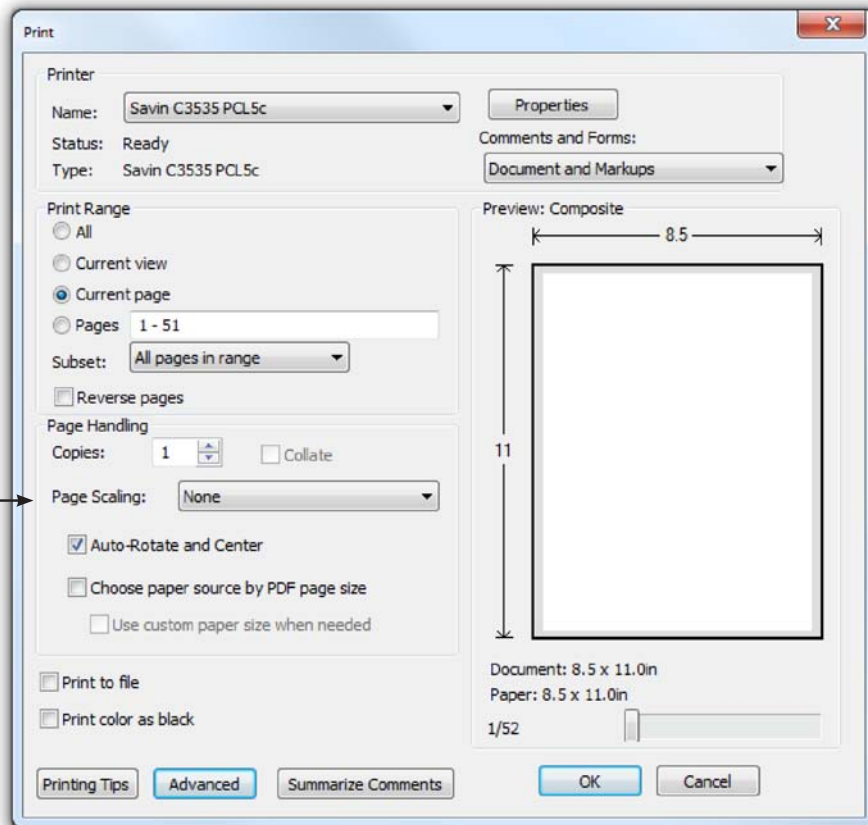 Print
Printer
Name: Savin C3535 PCL5c
Properties
Status: Ready
Comments and Forms:
Type: Savin C3535 PCL5c
Document and Markups
Print Range
All
Current view
Current page
Pages 1 - 51
Subset: All pages in range
Reverse pages
Page Handling
Copies: 1 Collate
Page Scaling: None
Auto-Rotate and Center
Choose paper source by PDF page size
Use custom paper size when needed
Print to file
Print color as black
Preview: Composite
8.5
11
Document: 8.5 x 11.0in
Paper: 8.5 x 11.0in
1/52
Printing Tips Advanced Summarize Comments OK Cancel